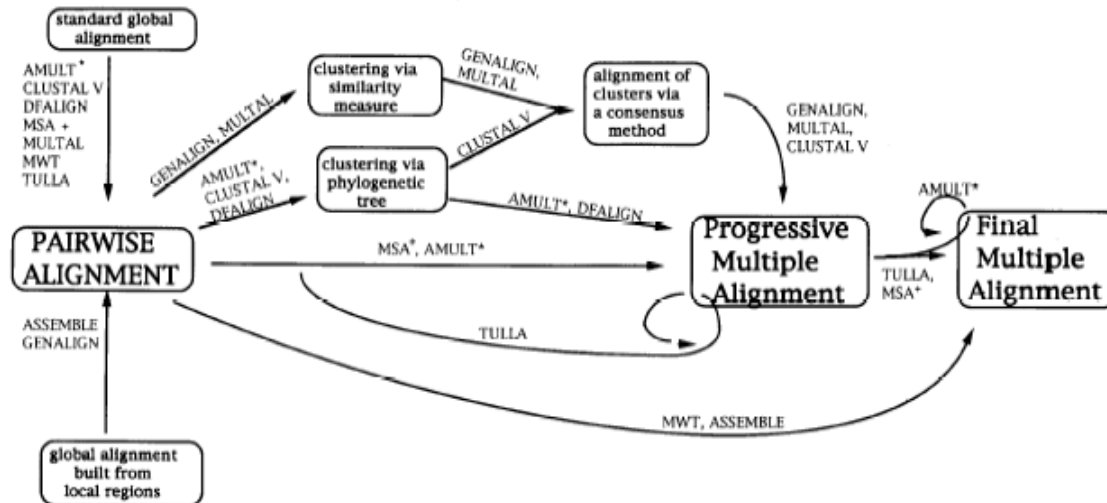 standard global
alignment
AMULT*
CLUSTAL V
DFALIGN
MSA +
MULTAL
MWT
TULLA
GENALIGN, MULTAL
clustering via
similarity
measure
GENALIGN,
MULTAL
alignment of
clusters via
a consensus
method
GENALIGN,
MULTAL,
CLUSTAL V
AMULT*,
CLUSTAL V,
DFALIGN
clustering via
phylogenetic
tree
CLUSTAL V
AMULT*, DFALIGN
PAIRWISE
ALIGNMENT
MSA+, AMULT*
Progressive
Multiple
Alignment
AMULT*
TULLA,
MSA+
Final
Multiple
Alignment
ASSEMBLE
GENALIGN
TULLA
MWT, ASSEMBLE
global alignment
built from
local regions